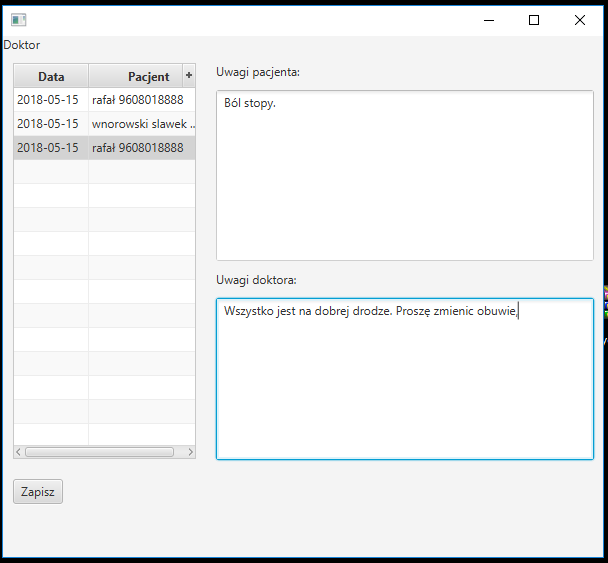 Doktor
Data Pacjent +
2018-05-15 rafał 9608018888
2018-05-15 wnorowski slawek ..
2018-05-15 rafał 9608018888
Uwagi pacjenta:
Ból stopy.
Uwagi doktora:
Wszystko jest na dobrej drodze. Proszę zmienic obuwie.
Zapisz